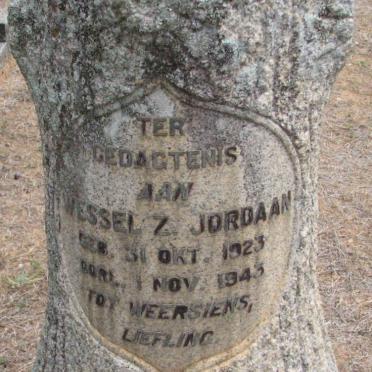 TER
GEDAGTENIS
AAN
WESSEL Z. JORDAAN
GEB. 31 OKT. 1923
OORL. 1 NOV. 1943
TOT WEERSIENS,
LIEFLING.